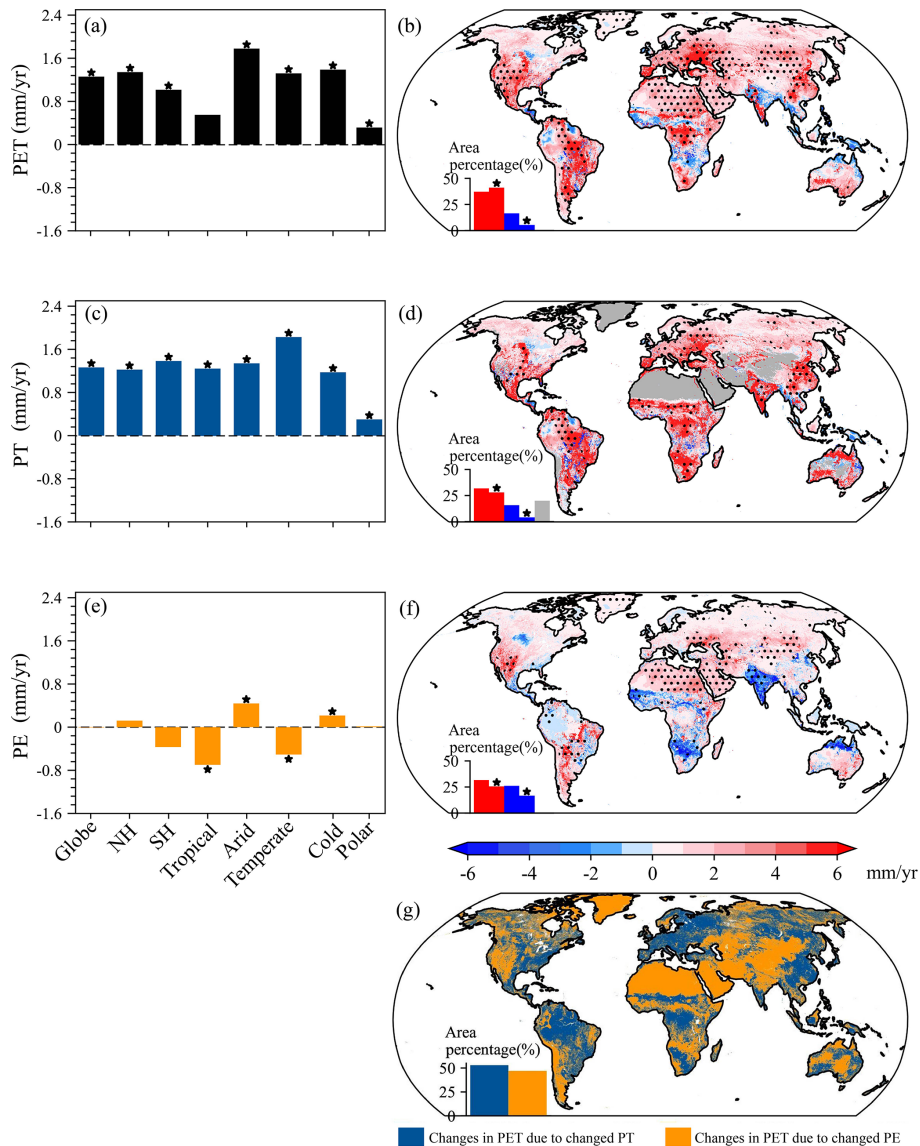 (a)
PET (mm/yr)
1.6
0.8
0
-0.8
-1.6
(b)
Area
percentage(%)
50
25
0
(c)
PT (mm/yr)
2.4
1.6
0.8
0
-0.8
-1.6
(d)
Area
percentage(%)
50
25
0
(e)
PE (mm/yr)
2.4
1.6
0.8
0
-0.8
-1.6
Globe
NH
SH
Tropical
Arid
Temperate
Cold
Polar
(f)
Area
percentage(%)
50
25
0
-6 -4 -2 0 2 4 6 mm/yr
(g)
Area
percentage(%)
50
25
0
Changes in PET due to changed PT
Changes in PET due to changed PE